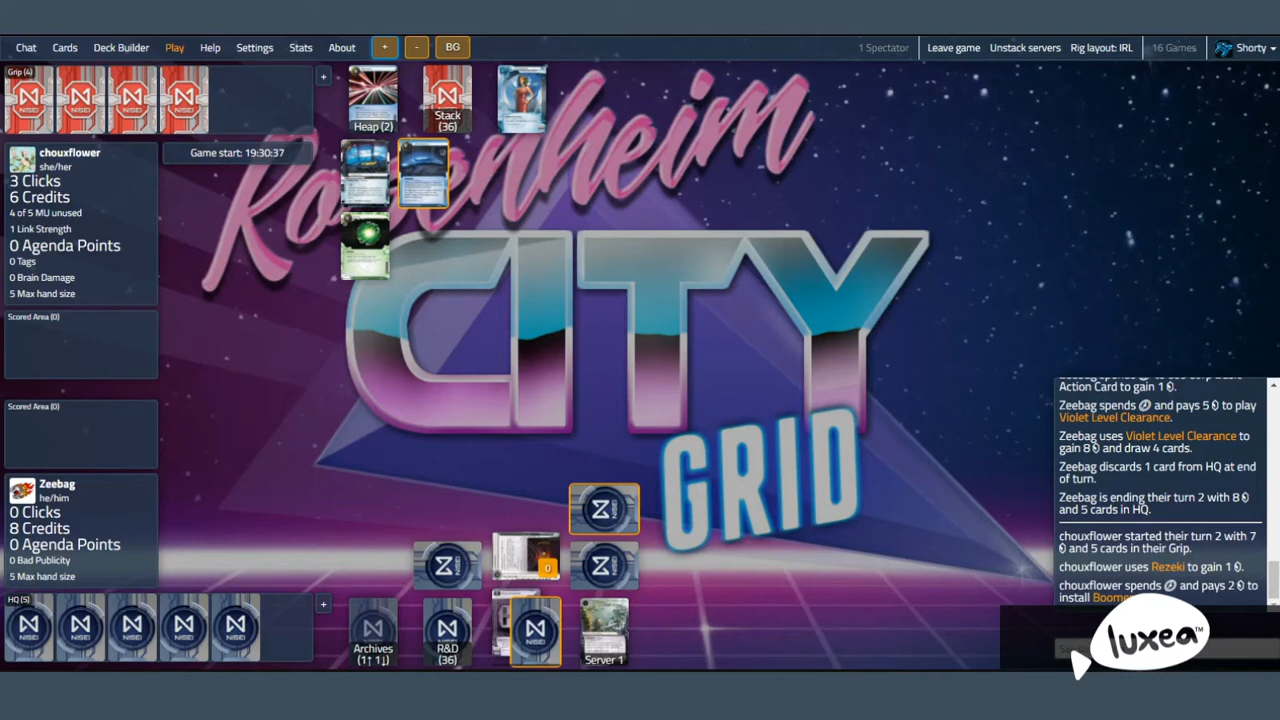 Chat Cards Deck Builder Play Help Settings Stats About + - BG 1 Spectator Leave game Unstack servers Rig layout: IRL 16 Games Shorty
Grip (4)
+
Heap (2)
Stack
(36)
chouxflower
she/her
3 Clicks
6 Credits
4 of 5 MU unused
1 Link Strength
0 Agenda Points
0 Tags
0 Brain Damage
5 Max hand size
Game start: 19:30:37
Scored Area (0)
Scored Area (0)
Zeebag
he/him
0 Clicks
8 Credits
0 Agenda Points
0 Bad Publicity
5 Max hand size
HQ (5)
+
NISEI NISEI NISEI NISEI NISEI
Archives
(1↑ 1↓)
R&D
(36)
0
Server 1
CITY
GRID
Action Card to gain 1
Zeebag spends and pays 5 to play
Violet Level Clearance.
Zeebag uses Violet Level Clearance to
gain 8 and draw 4 cards.
Zeebag discards 1 card from HQ at end
of turn.
Zeebag is ending their turn 2 with 8
and 5 cards in HQ.
chouxflower started their turn 2 with 7
and 5 cards in their Grip.
chouxflower uses Rezeki to gain 1.
chouxflower spends and pays 2 to
install
luxea™